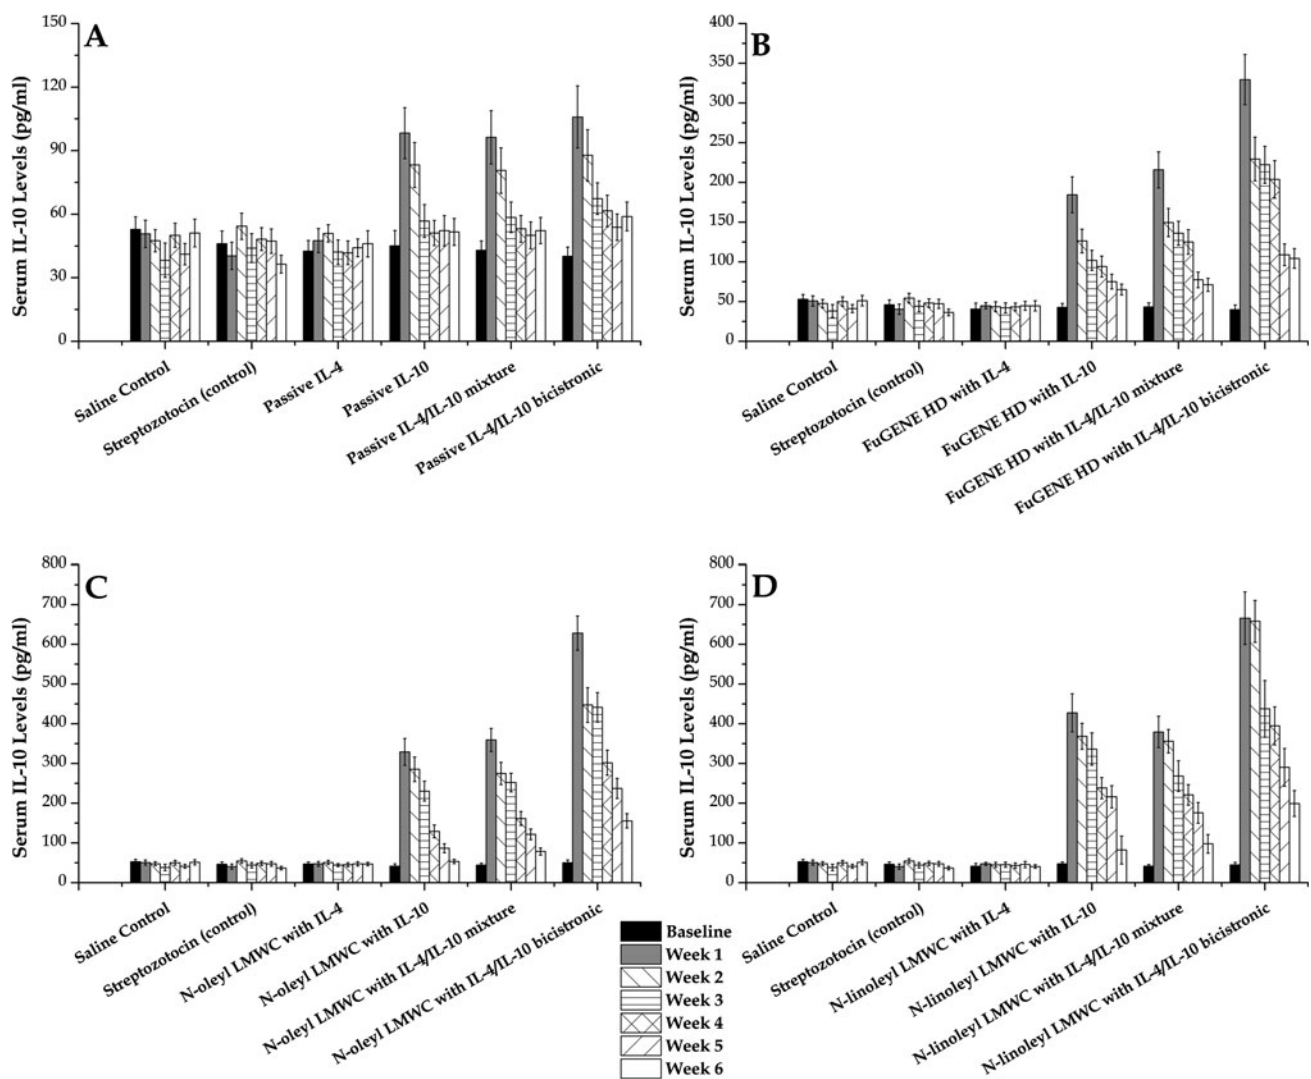 A
Serum IL-10 Levels (pg/ml)
150
120
90
60
30
0
Saline Control
Streptozotocin (control)
Passive IL-4
Passive IL-10
Passive IL-4/IL-10 mixture
Passive IL-4/IL-10 bicistronic
B
Serum IL-10 Levels (pg/ml)
400
350
300
250
200
150
100
50
0
Saline Control
Streptozotocin (control)
FuGENE HD with IL-4
FuGENE HD with IL-10
FuGENE HD with IL-4/IL-10 mixture
FuGENE HD with IL-4/IL-10 bicistronic
C
Serum IL-10 Levels (pg/ml)
800
700
600
500
400
300
200
100
0
Saline Control
Streptozotocin (control)
N-oleyl LMWC with IL-4
N-oleyl LMWC with IL-10
N-oleyl LMWC with IL-4/IL-10 mixture
N-oleyl LMWC with IL-4/IL-10 bicistronic
D
Serum IL-10 Levels (pg/ml)
800
700
600
500
400
300
200
100
0
Saline Control
Streptozotocin (control)
N-linoleyl LMWC with IL-4
N-linoleyl LMWC with IL-10
N-linoleyl LMWC with IL-4/IL-10 mixture
N-linoleyl LMWC with IL-4/IL-10 bicistronic
Baseline
Week 1
Week 2
Week 3
Week 4
Week 5
Week 6